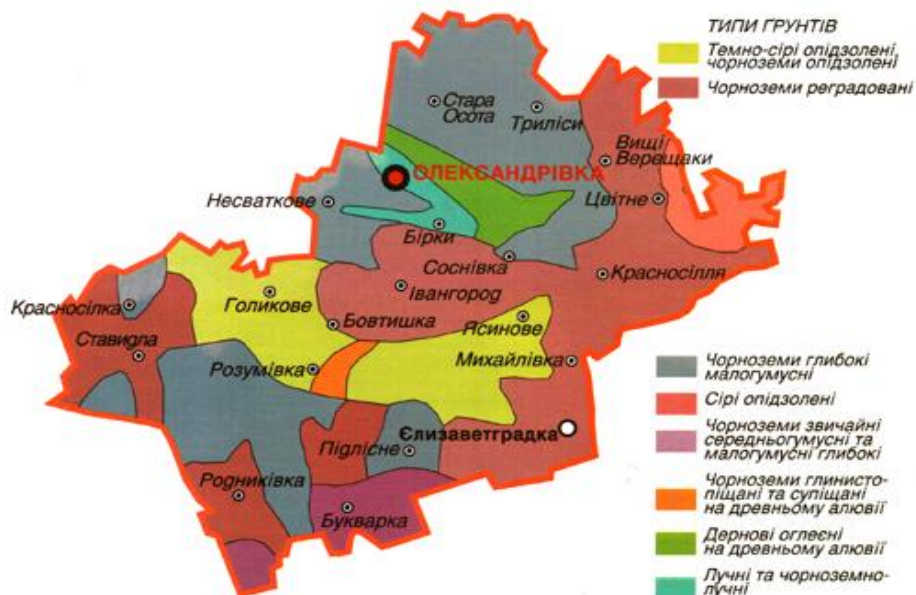 ТИПИ ҐРУНТІВ
Темно-сірі опідзолені,
чорноземи опідзолені
Чорноземи реградовані
Стара
Осота
Триліси
Вищі
Верещаки
ОЛЕКСАНДРІВКА
Несваткове
Цвітне
Бірки
Соснівка
Красносілля
Івангород
Голикове
Красносілка
Бовтишка
Ясинове
Ставидла
Розумівка
Михайлівка
Підлісне
Єлизаветградка
Родниківка
Букварка
Чорноземи глибокі
малогумусні
Сірі опідзолені
Чорноземи звичайні
середньогумусні та
малогумусні глибокі
Чорноземи глинисто-
піщані та супіщані
на древньому алювії
Дернові оглеєні
на древньому алювії
Лучні та чорноземно-
лучні